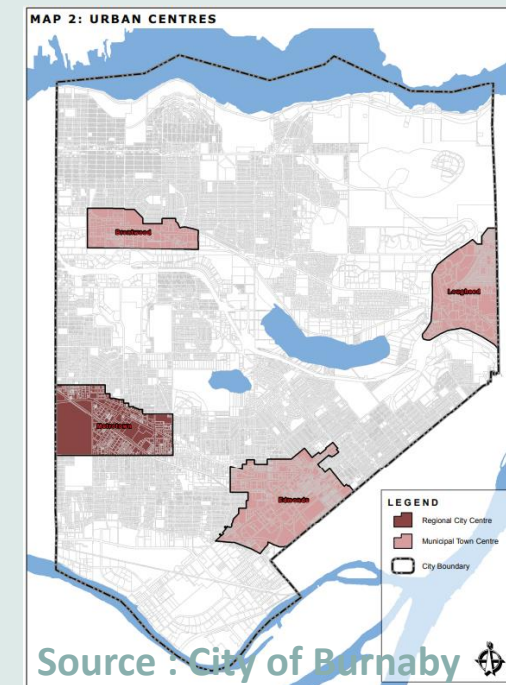 MAP 2: URBAN CENTRES
Brentwood
Lougheed
Metrotown
Edmonds
LEGEND
Regional City Centre
Municipal Town Centre
City Boundary
Source : City of Burnaby